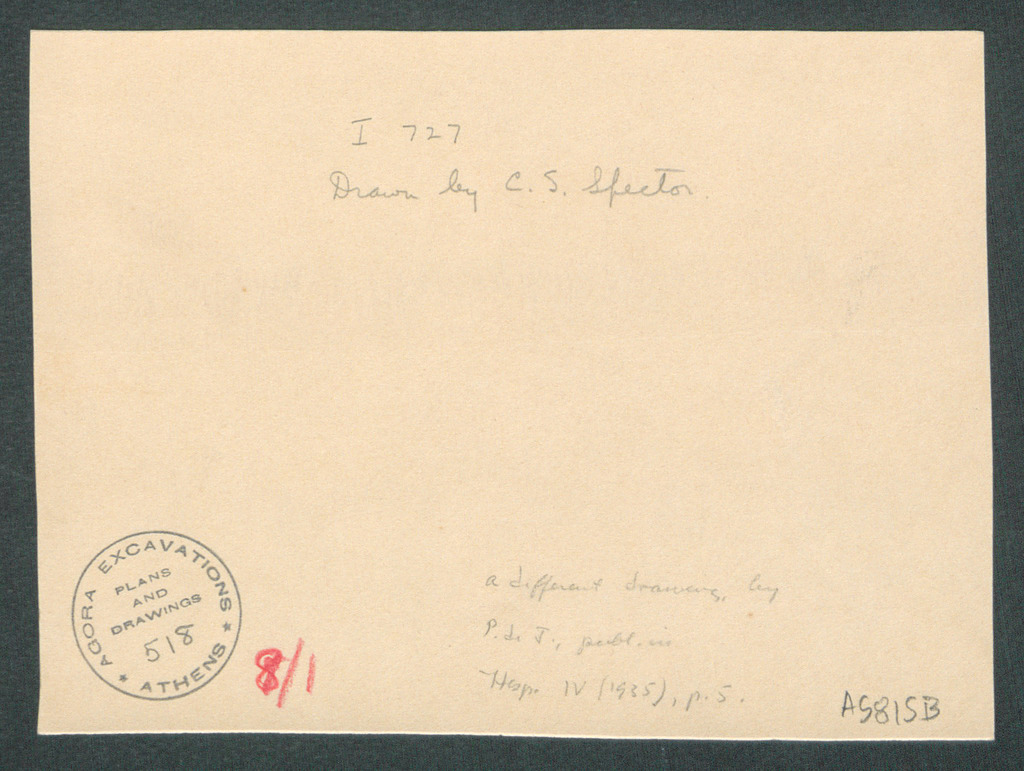 I 727
Drawn by C. S. Spector.
AGORA EXCAVATIONS
PLANS
AND
DRAWINGS
518
★ ATHENS ★
8/1
a different drawing, by
P. de J., publ. in
Hesp. IV (1935), p. 5.
A5815B